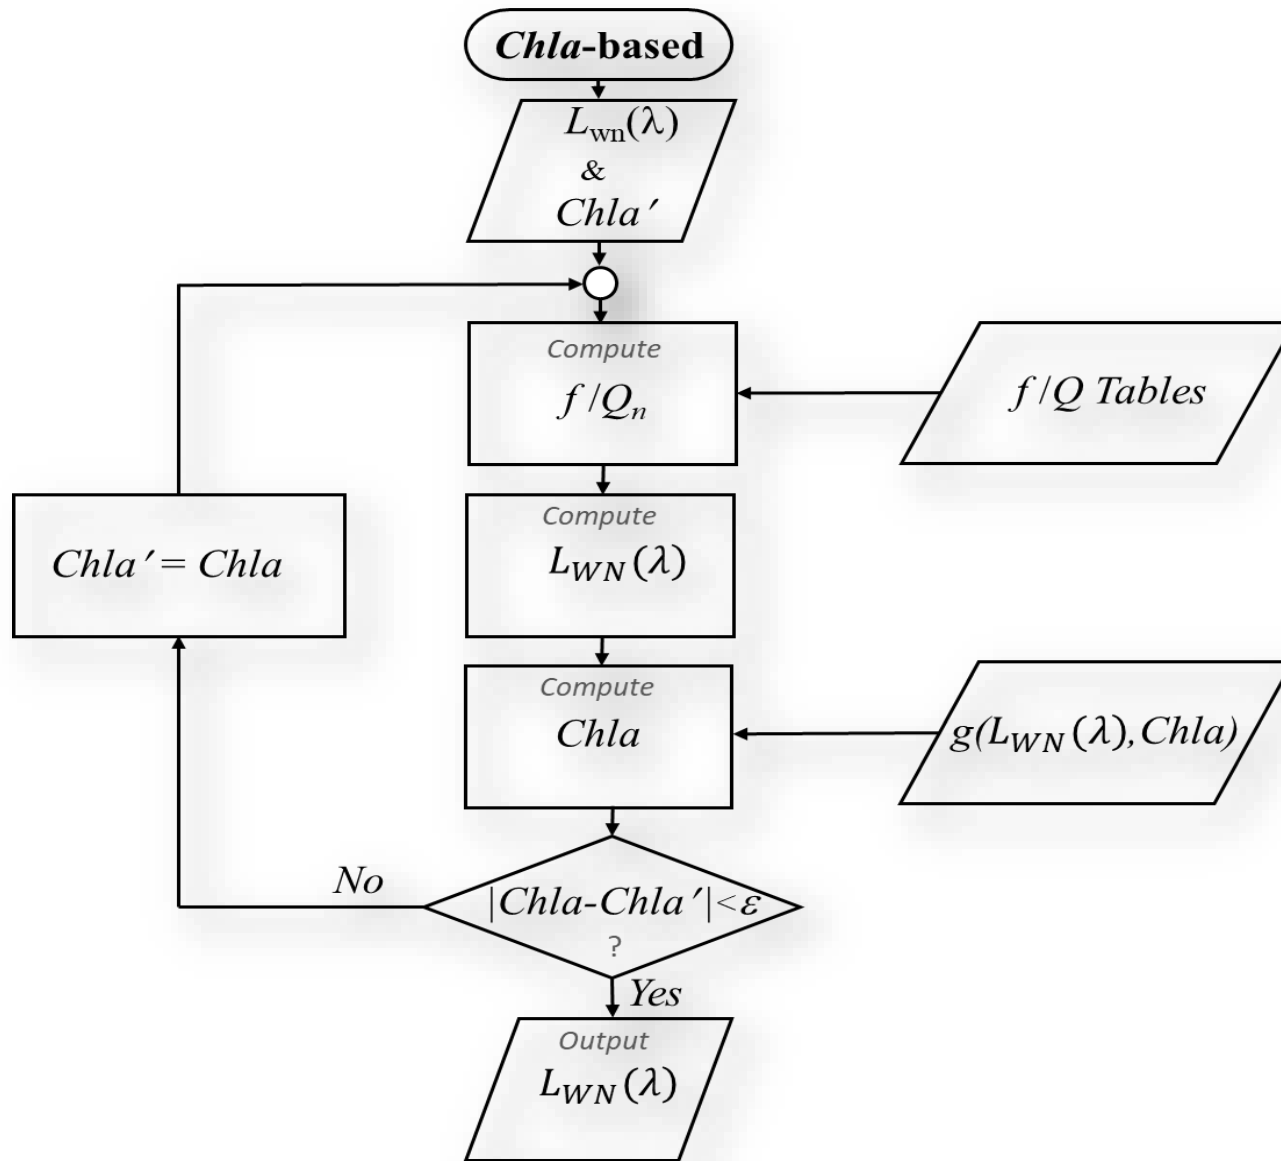 Chla-based
Lwn(λ)
&
Chla′
Compute
f/Qn
f/Q Tables
Compute
LWN(λ)
Chla′= Chla
Compute
Chla
g(LWN(λ),Chla)
No
|Chla-Chla′|<ε
?
Yes
Output
LWN(λ)